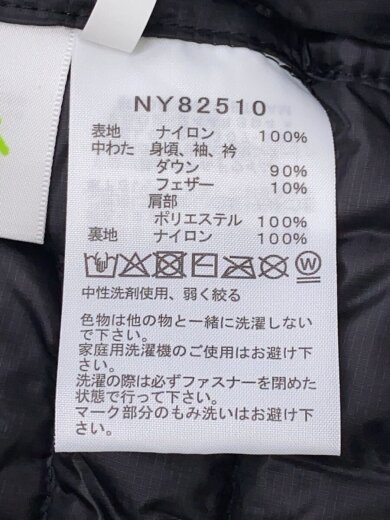 NY82510
表地 ナイロン 100%
中わた 身頃、袖、衿
ダウン 90%
フェザー 10%
肩部
ポリエステル 100%
裏地 ナイロン 100%
中性洗剤使用、弱く絞る
色物は他の物と一緒に洗濯しない
で下さい。
家庭用洗濯機のご使用はお避け下
さい。
洗濯の際は必ずファスナーを閉めた
状態で行って下さい。
マーク部分のもみ洗いはお避け下
さい。